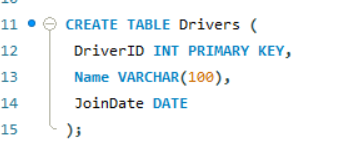 11 CREATE TABLE Drivers (
12 DriverID INT PRIMARY KEY,
13 Name VARCHAR(100),
14 JoinDate DATE
15 );